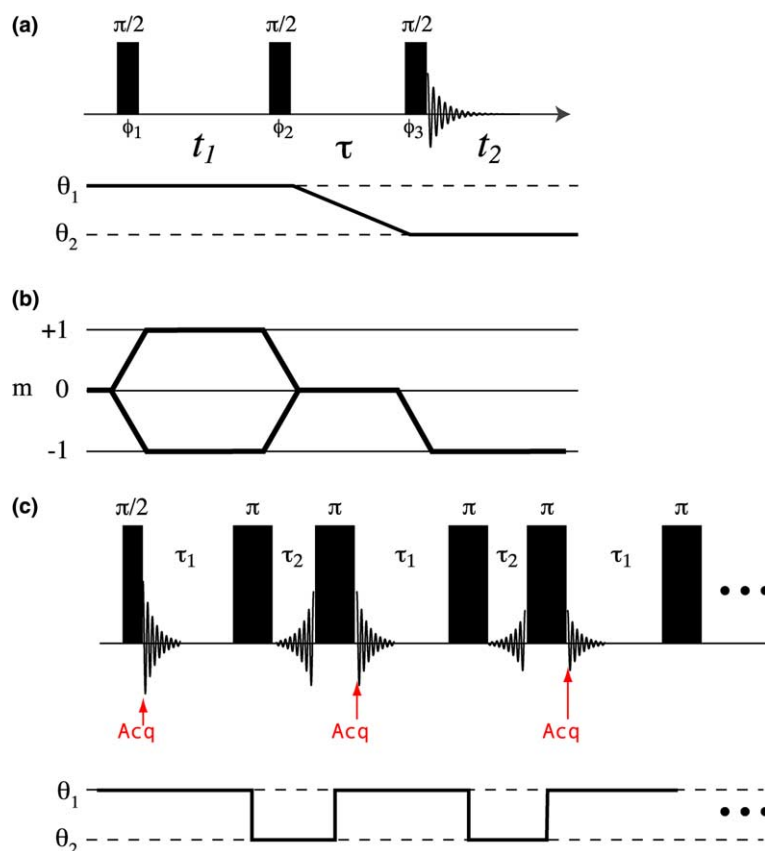 (a)
π/2 π/2 π/2
ϕ1 ϕ2 ϕ3
t1 τ t2
θ1
θ2
(b)
+1
m 0
-1
(c)
π/2 π π π π π
τ1 τ2 τ1 τ2 τ1
Acq Acq Acq
θ1
θ2